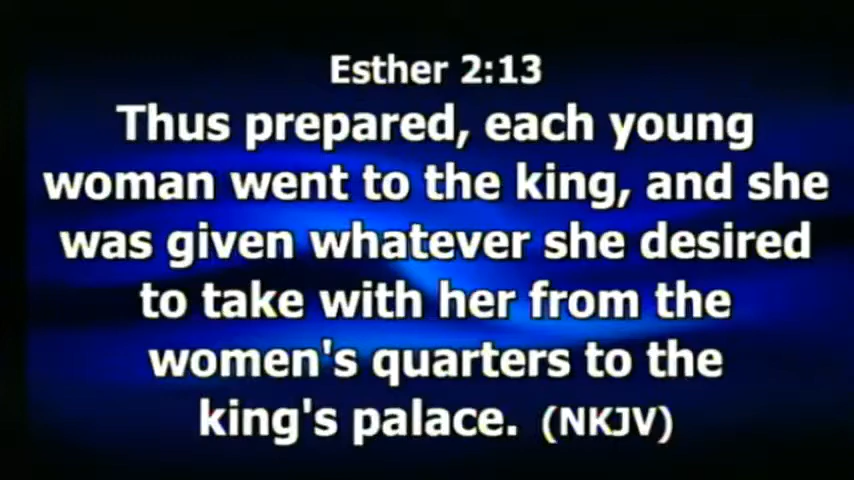 Esther 2:13
Thus prepared, each young
woman went to the king, and she
was given whatever she desired
to take with her from the
women's quarters to the
king's palace. (NKJV)